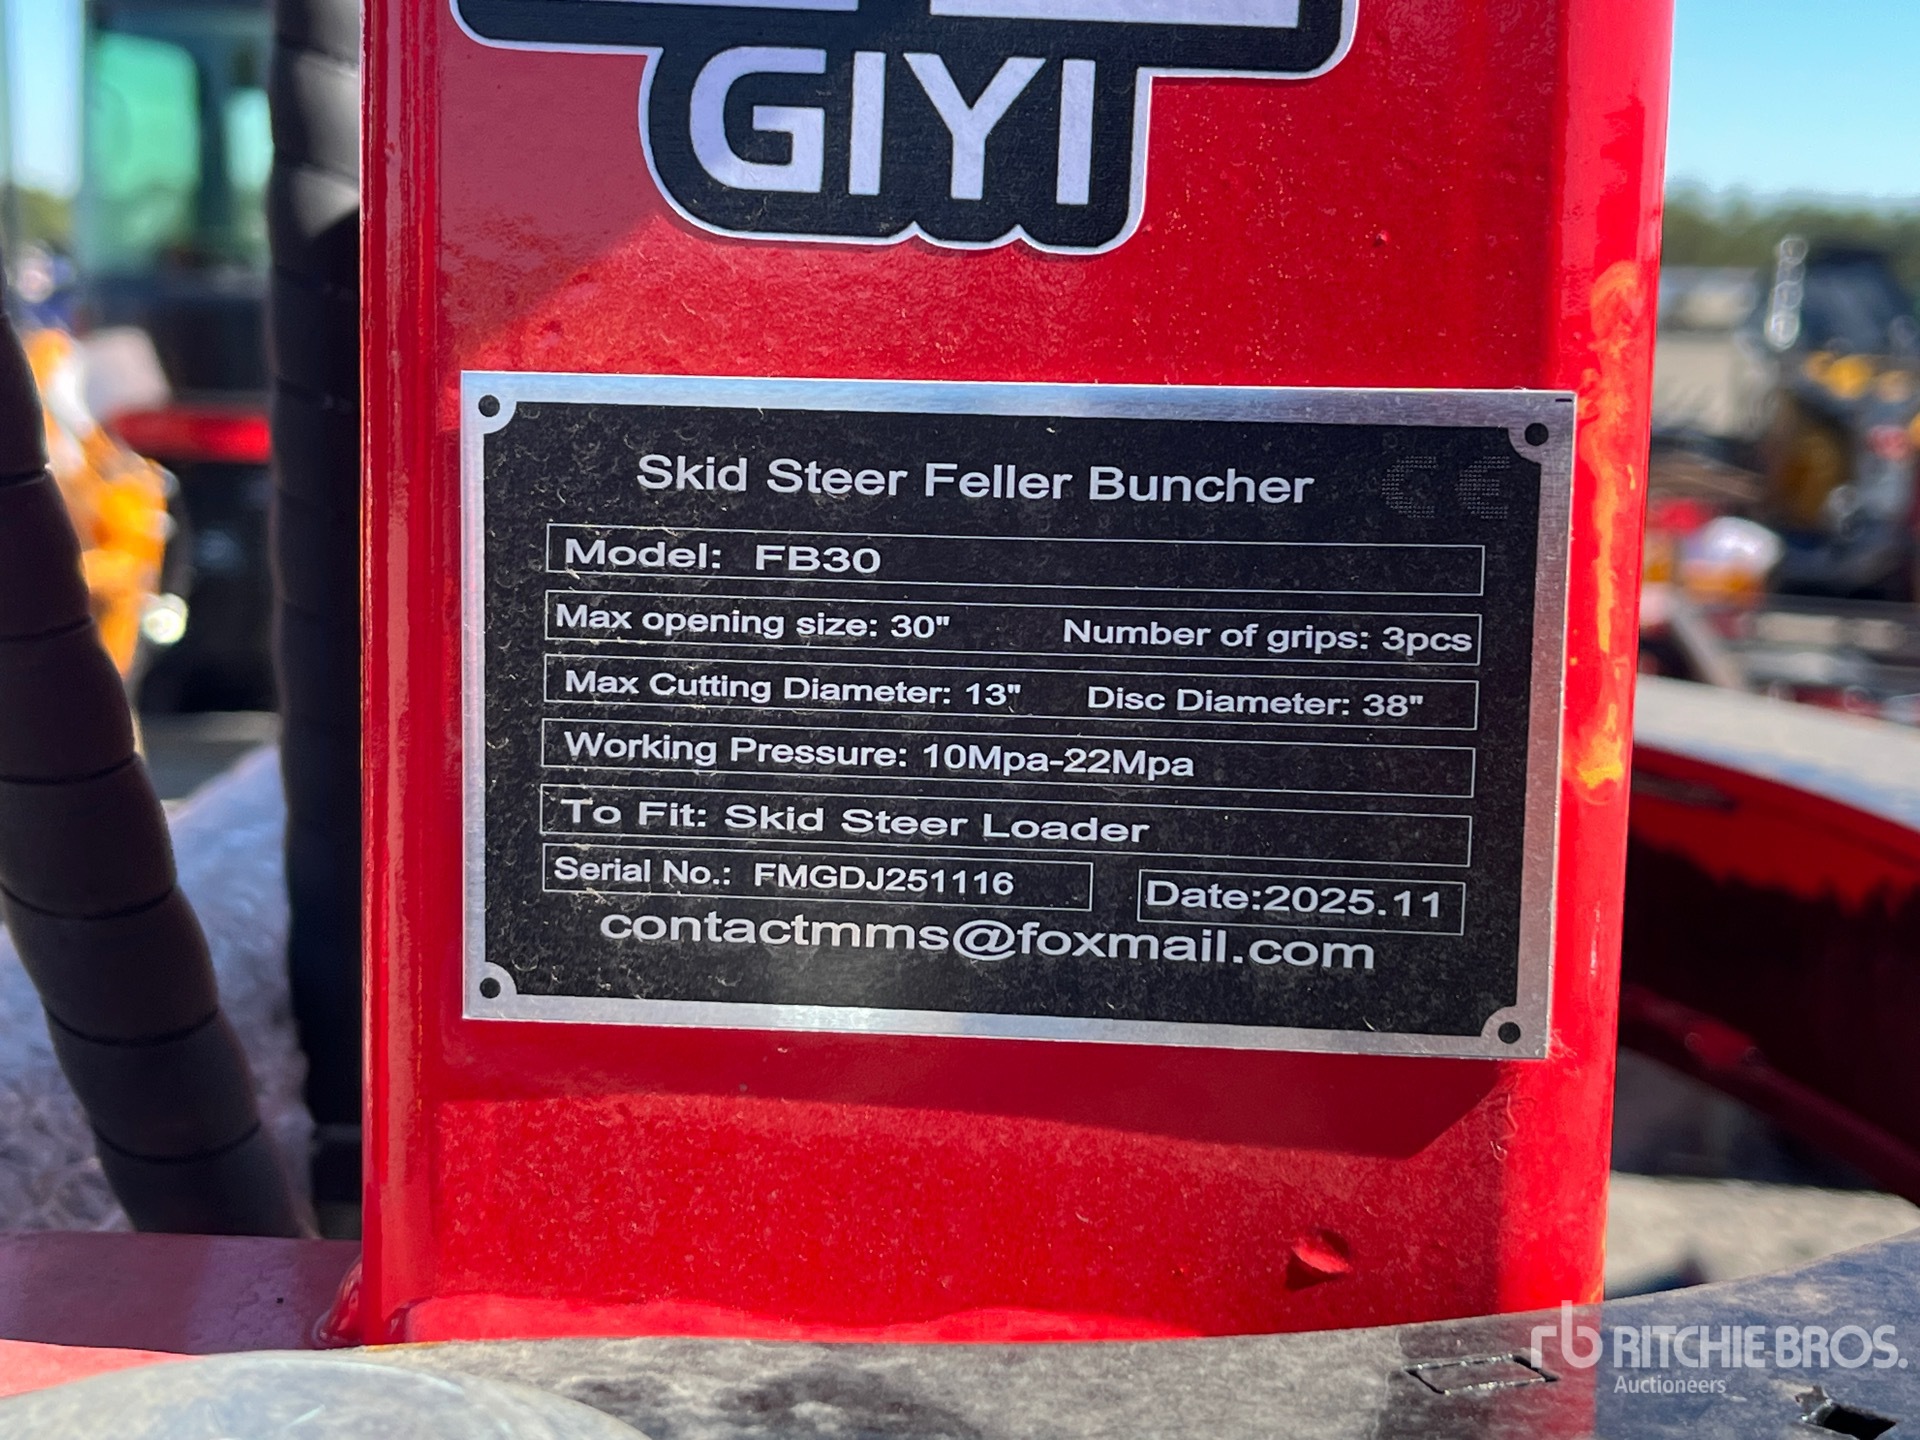 GIYI
Skid Steer Feller Buncher CE
Model: FB30
Max opening size: 30" Number of grips: 3pcs
Max Cutting Diameter: 13" Disc Diameter: 38"
Working Pressure: 10Mpa-22Mpa
To Fit: Skid Steer Loader
Serial No.: FMGDJ251116 Date:2025.11
contactmms@foxmail.com
rb RITCHIE BROS.
Auctioneers